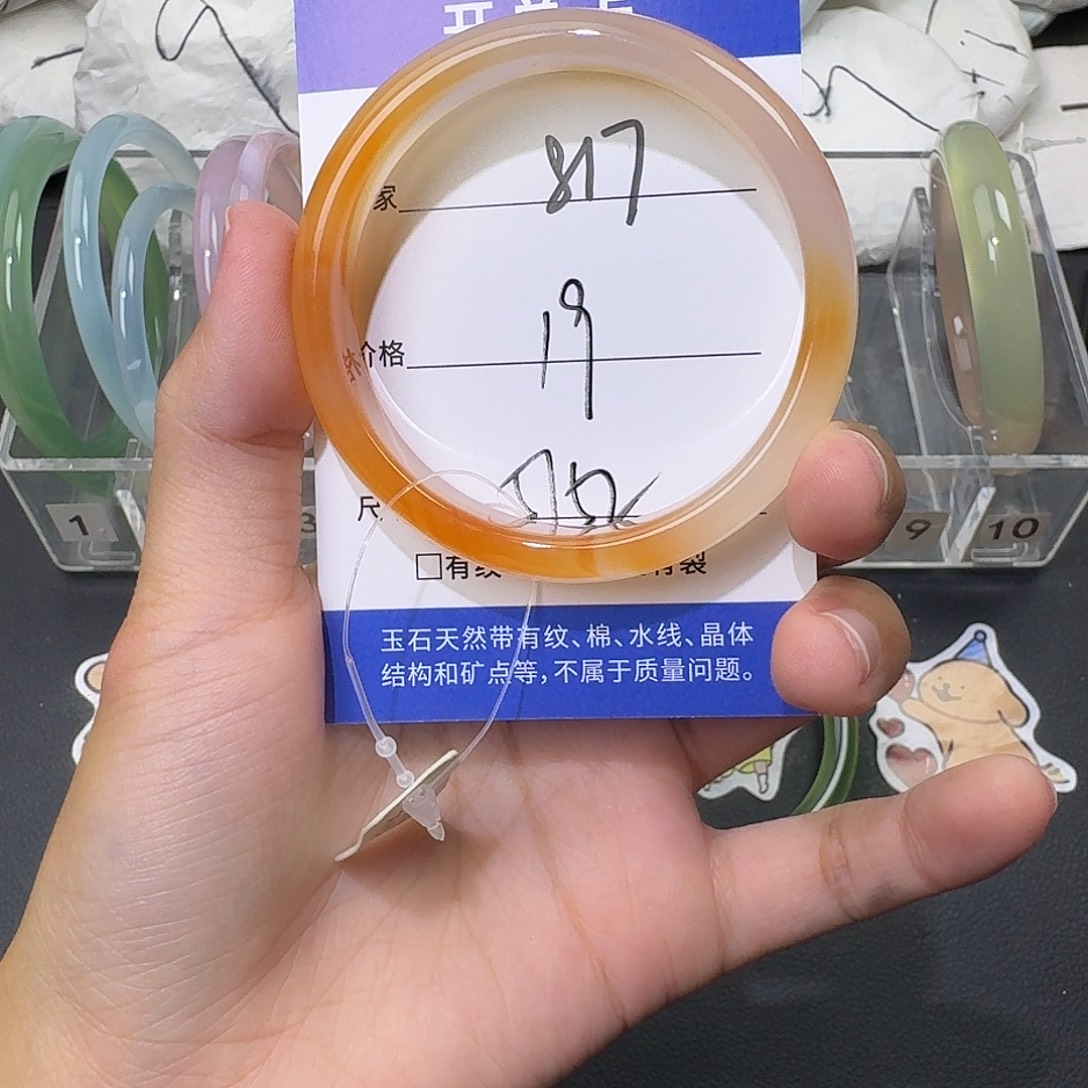 家 817
价格 19
尺
□有纹
有裂
玉石天然带有纹、棉、水线、晶体
结构和矿点等，不属于质量问题。
1
3
9
10